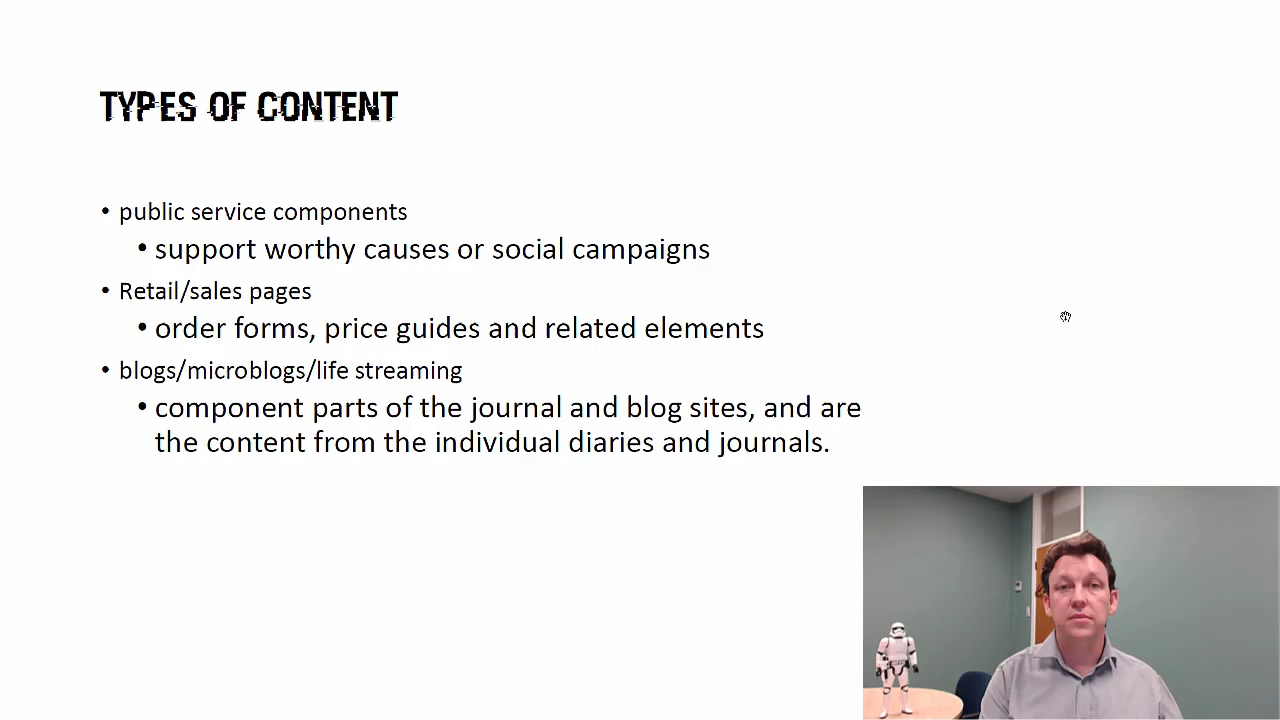 TYPES OF CONTENT
• public service components
• support worthy causes or social campaigns
• Retail/sales pages
• order forms, price guides and related elements
• blogs/microblogs/life streaming
• component parts of the journal and blog sites, and are
the content from the individual diaries and journals.